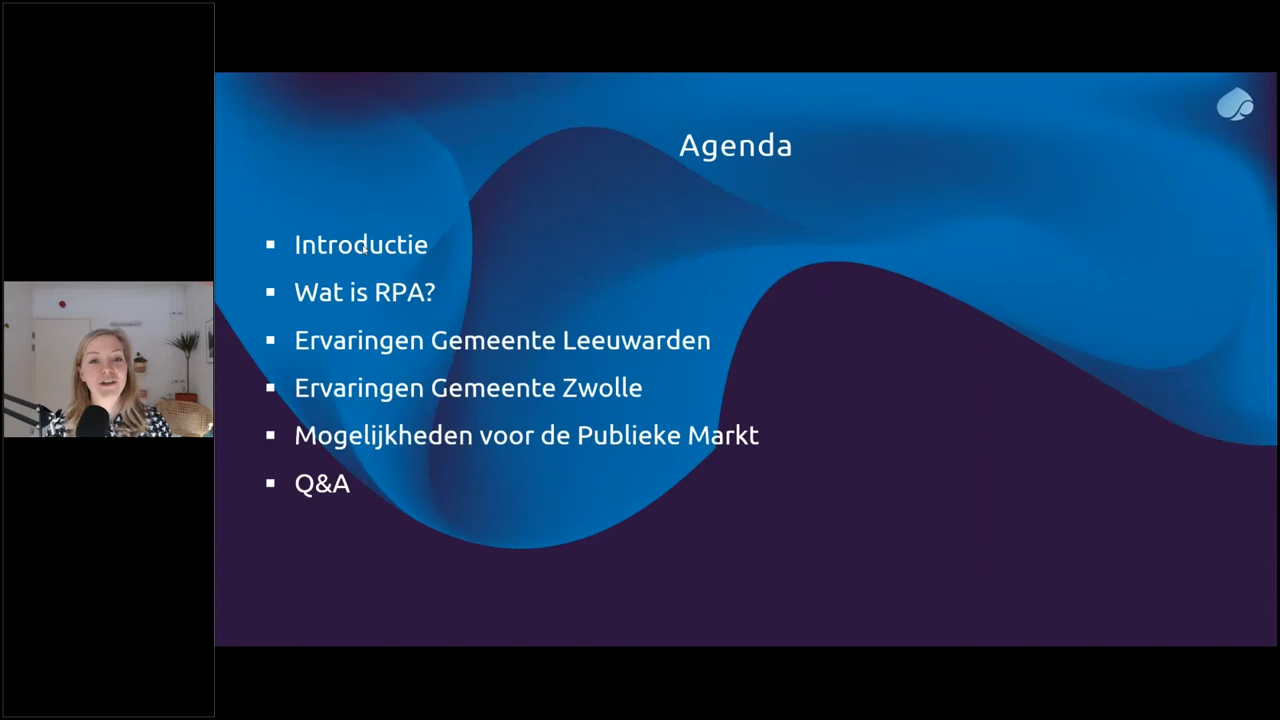 Agenda
Introductie
Wat is RPA?
Ervaringen Gemeente Leeuwarden
Ervaringen Gemeente Zwolle
Mogelijkheden voor de Publieke Markt
Q&A